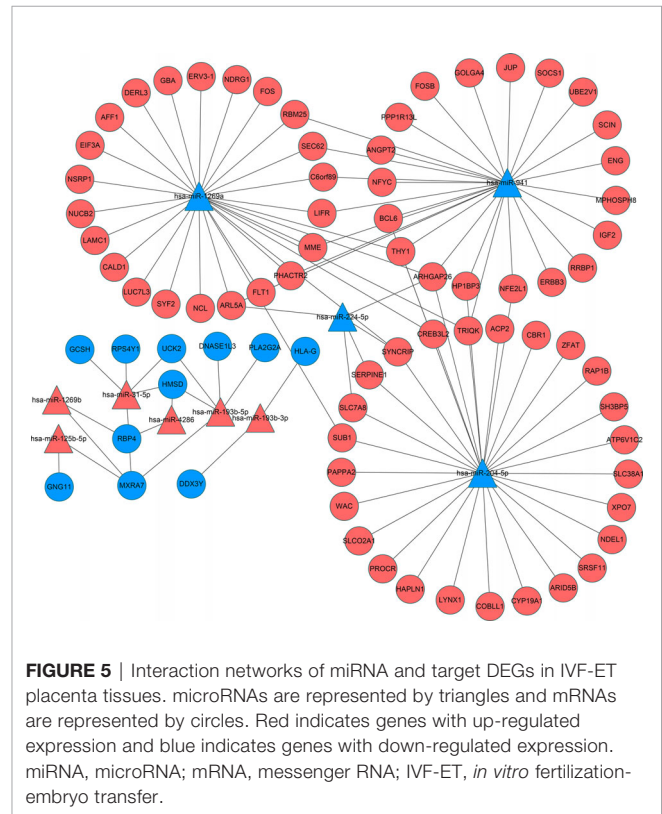 ERV3-1
GBA
NDRG1
DERL3
FOS
AFF1
RBM25
EIF3A
SEC62
NSRP1
C6orf89
hsa-miR-1269a
NUCB2
LIFR
LAMC1
MME
CALD1
PHACTR2
LUC7L3
FLT1
SYF2
NCL
ARL5A
JUP
GOLGA4
SOCS1
FOSB
UBE2V1
PPP1R13L
SCIN
ANGPT2
ENG
NFYC
hsa-miR-941
MPHOSPH8
BCL6
IGF2
THY1
RRBP1
ARHGAP26
ERBB3
HP1BP3
NFE2L1
hsa-miR-224-5p
CREB3L2
TRIQK
ACP2
CBR1
SYNCRIP
ZFAT
SERPINE1
RAP1B
SLC7A8
SH3BP5
SUB1
ATP6V1C2
PAPPA2
hsa-miR-204-5p
SLC38A1
WAC
XPO7
SLCO2A1
NDEL1
PROCR
SRSF11
HAPLN1
ARID5B
LYNX1
CYP19A1
COBLL1
GCSH
RPS4Y1
UCK2
DNASE1L3
PLA2G2A
HLA-G
HMSD
hsa-miR-1269b
hsa-miR-31-5p
hsa-miR-193b-5p
hsa-miR-193b-3p
hsa-miR-4286
hsa-miR-125b-5p
RBP4
GNG11
MXRA7
DDX3Y
FIGURE 5 | Interaction networks of miRNA and target DEGs in IVF-ET
placenta tissues. microRNAs are represented by triangles and mRNAs
are represented by circles. Red indicates genes with up-regulated
expression and blue indicates genes with down-regulated expression.
miRNA, microRNA; mRNA, messenger RNA; IVF-ET, in vitro fertilization-
embryo transfer.